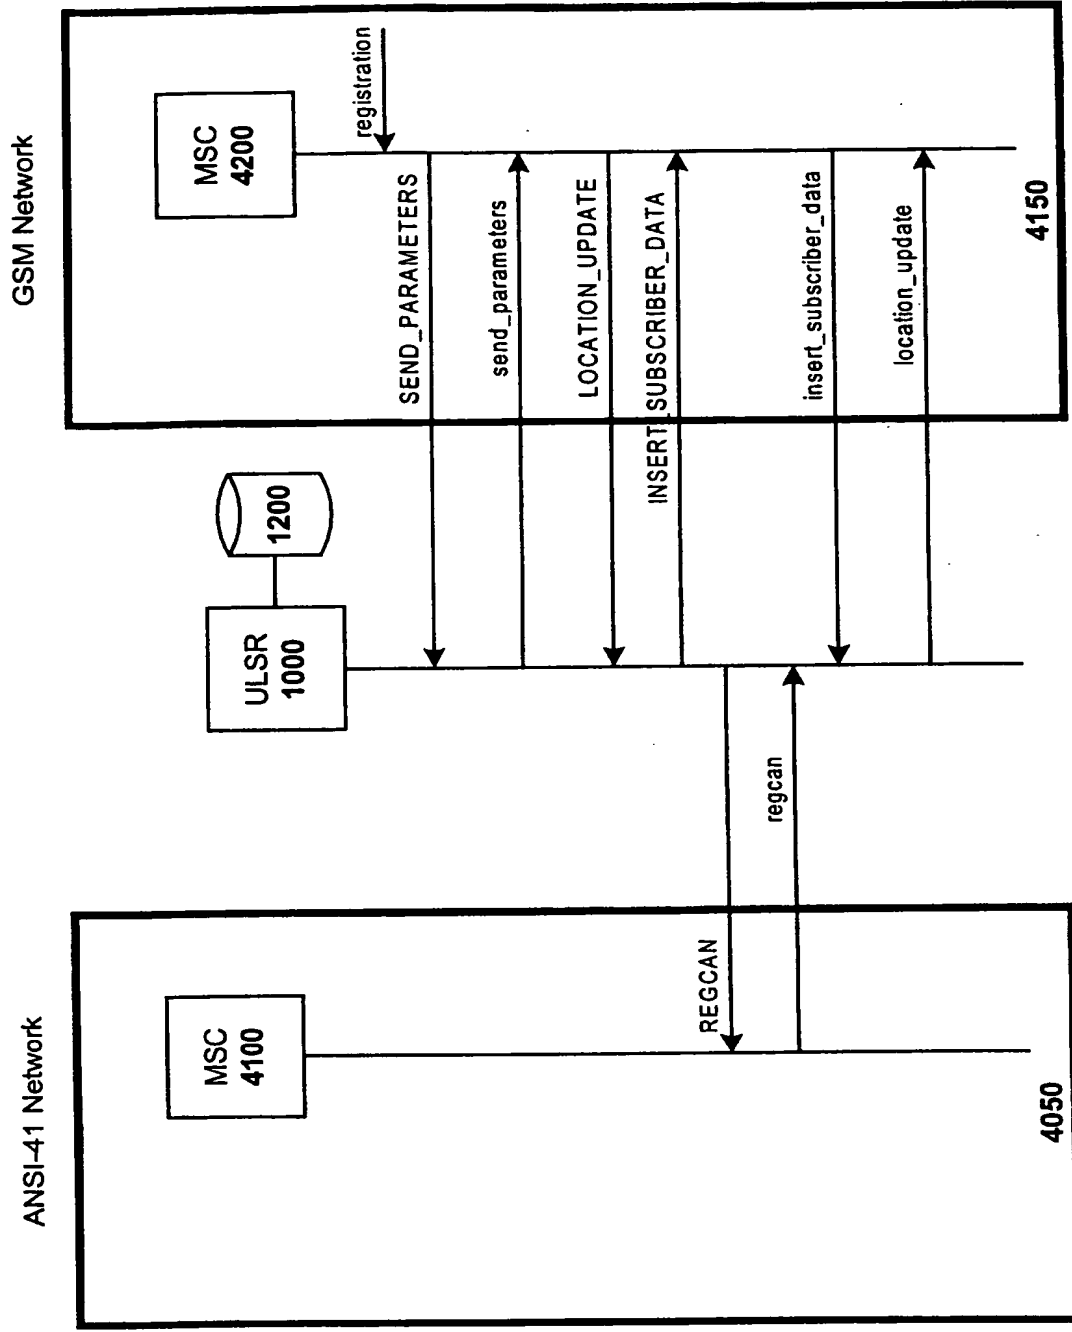 ANSI-41 Network
GSM Network
MSC
4100
ULSR
1000
1200
MSC
4200
registration
SEND_PARAMETERS
send_parameters
LOCATION_UPDATE
INSERT_SUBSCRIBER_DATA
REGCAN
regcan
insert_subscriber_data
location_update
4050
4150